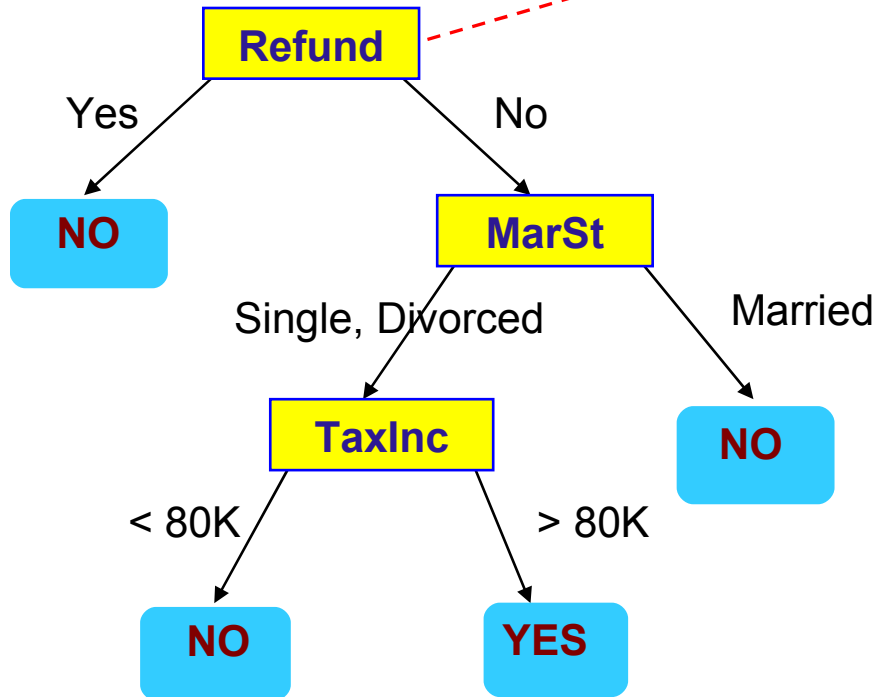 Refund
Yes
No
NO
MarSt
Single, Divorced
Married
TaxInc
NO
< 80K
> 80K
NO
YES